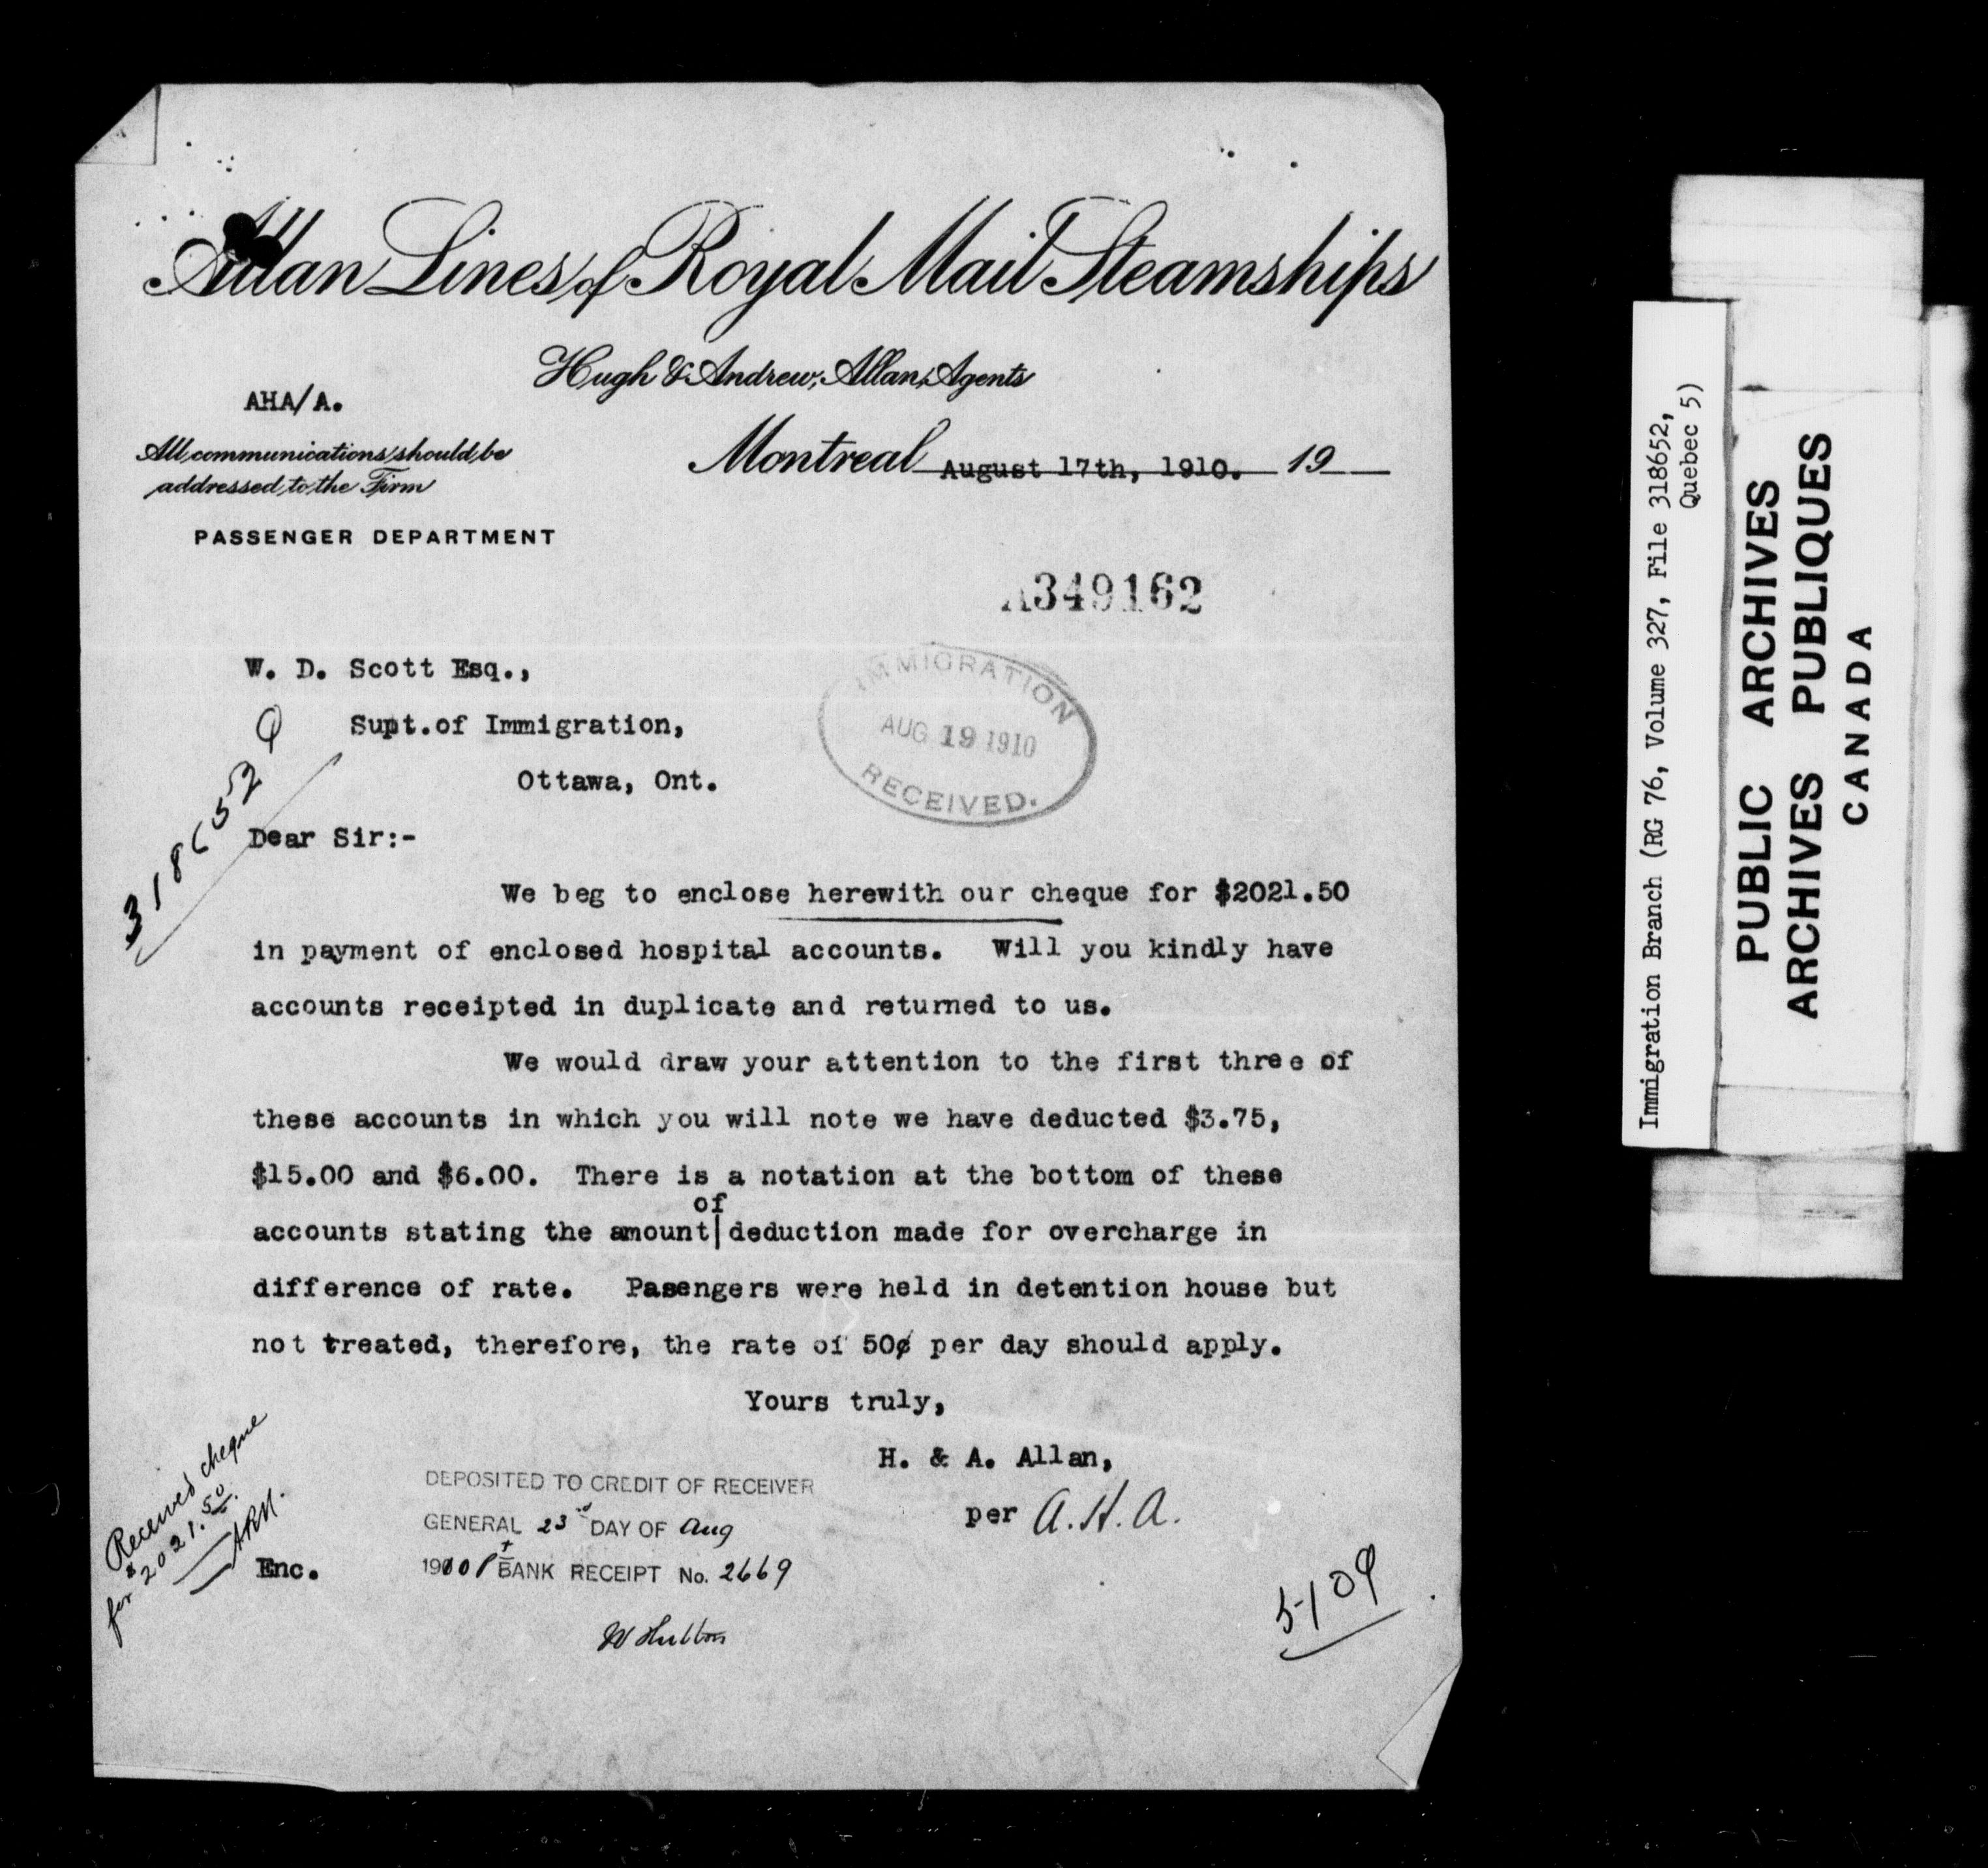 Allan Lines of Royal Mail Steamships
Hugh & Andrew Allan, Agents
AHA/A.
All communications should be
addressed to the Firm
Montreal August 17th, 1910. 19
PASSENGER DEPARTMENT
A349162
W. D. Scott Esq.,
Supt.of Immigration,
Ottawa, Ont.
IMMIGRATION
AUG 19 1910
RECEIVED.
318652 Q
Dear Sir:-
We beg to enclose herewith our cheque for $2021.50
in payment of enclosed hospital accounts. Will you kindly have
accounts receipted in duplicate and returned to us.
We would draw your attention to the first three of
these accounts in which you will note we have deducted $3.75,
$15.00 and $6.00. There is a notation at the bottom of these
of
accounts stating the amount| deduction made for overcharge in
difference of rate. Pasengers were held in detention house but
not treated, therefore, the rate of 50¢ per day should apply.
Yours truly,
H. & A. Allan,
per A.H.A.
Received cheque
for $2021.50.
Enc.
DEPOSITED TO CREDIT OF RECEIVER
GENERAL 23 DAY OF Aug
BANK RECEIPT No. 2669
5109
Immigration Branch (RG 76, Volume 327, File 318652,
Quebec 5)
PUBLIC ARCHIVES
ARCHIVES PUBLIQUES
CANADA